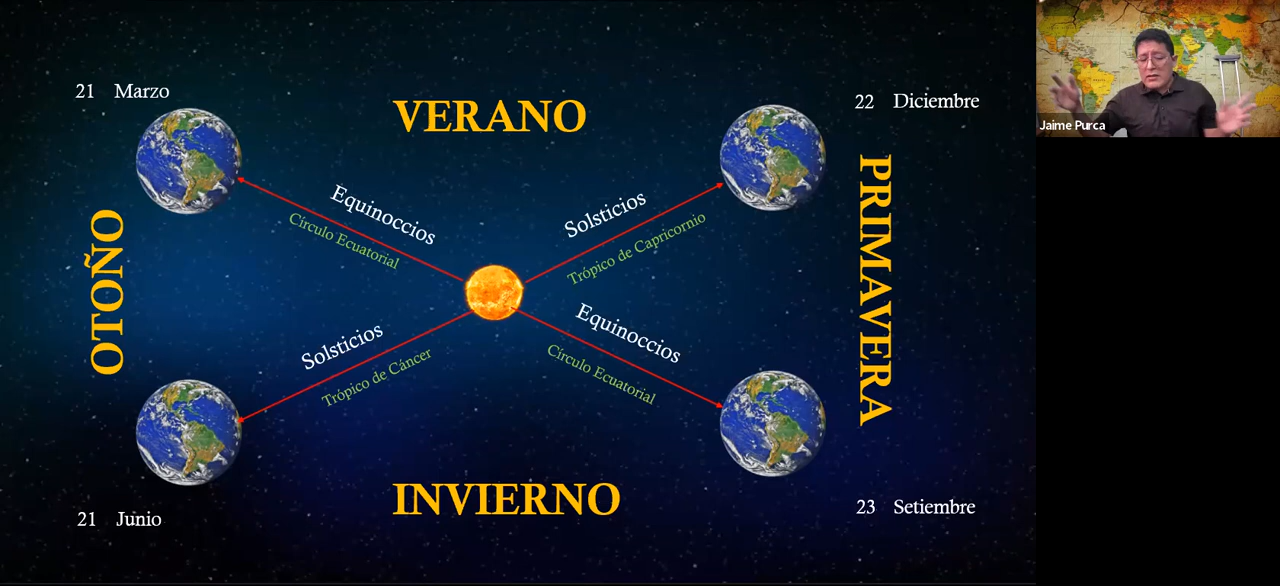 21 Marzo
VERANO
22 Diciembre
Jaime Purca
Equinoccios
Círculo Ecuatorial
Solsticios
Trópico de Capricornio
OTOÑO
PRIMAVERA
Solsticios
Trópico de Cáncer
Equinoccios
Círculo Ecuatorial
INVIERNO
21 Junio
23 Setiembre